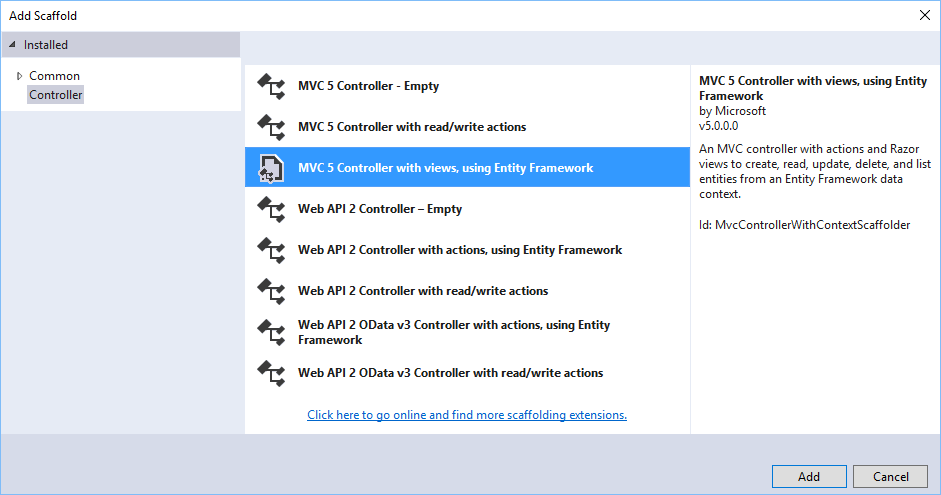 Add Scaffold
Installed
Common
Controller
MVC 5 Controller - Empty
MVC 5 Controller with read/write actions
MVC 5 Controller with views, using Entity Framework
Web API 2 Controller – Empty
Web API 2 Controller with actions, using Entity Framework
Web API 2 Controller with read/write actions
Web API 2 OData v3 Controller with actions, using Entity
Framework
Web API 2 OData v3 Controller with read/write actions
Click here to go online and find more scaffolding extensions.
MVC 5 Controller with views, using Entity
Framework
by Microsoft
v5.0.0.0
An MVC controller with actions and Razor
views to create, read, update, delete, and list
entities from an Entity Framework data
context.
Id: MvcControllerWithContextScaffolder
Add
Cancel